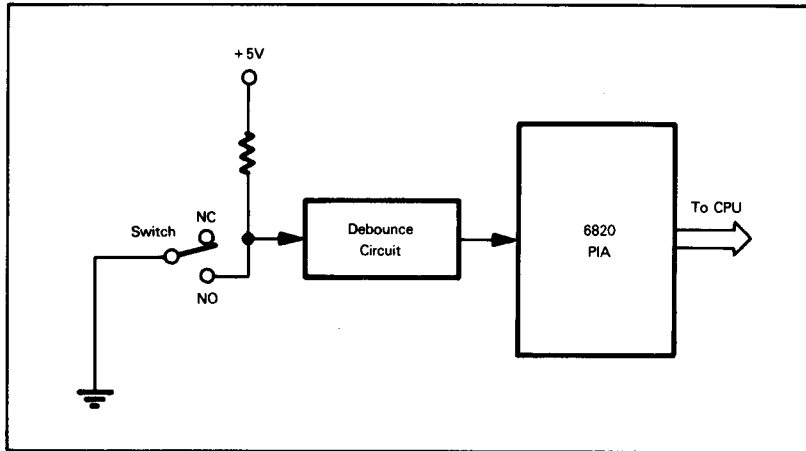 +5V
Switch
NC
NO
Debounce
Circuit
6820
PIA
To CPU